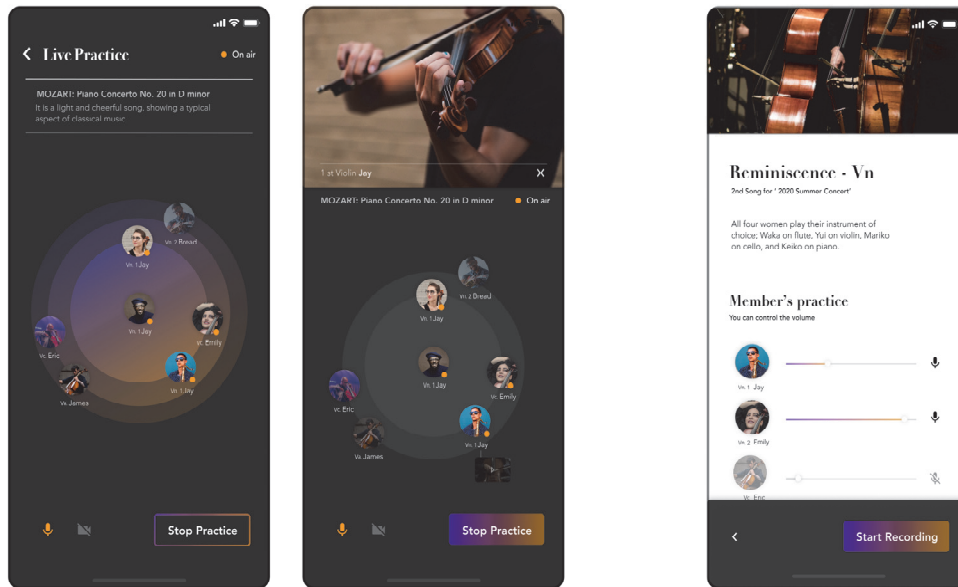 Live Practice
On air
MOZART: Piano Concerto No. 20 in D minor
It is a light and cheerful song, showing a typical
aspect of classical music
Vn. 2 Bread
Vn. 1 Jay
Vn. 1 Jay
Vc. Emily
Vc. Eric
Vn. 1 Jay
Va. James
Stop Practice
1 st Violin Jay
MOZART: Piano Concerto No. 20 in D minor
On air
Vn. 2 Bread
Vn. 1 Jay
Vn. 1 Jay
Vc. Emily
Vc. Eric
Vn. 1 Jay
Va. James
Stop Practice
Reminiscence - Vn
2nd Song for ' 2020 Summer Concert'
All four women play their instrument of
choice; Waka on flute, Yui on violin, Mariko
on cello, and Keiko on piano.
Member's practice
You can control the volume
Vn. 1 Jay
Vn. 2 Emily
Vc. Eric
Start Recording